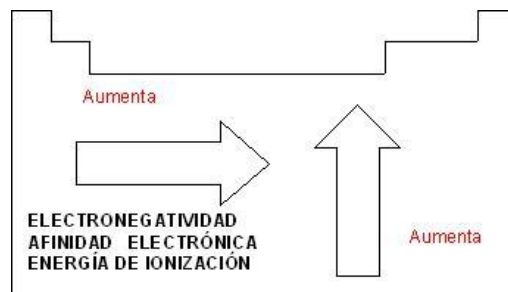 Aumenta
ELECTRONEGATIVIDAD
AFINIDAD ELECTRÓNICA
ENERGÍA DE IONIZACIÓN
Aumenta